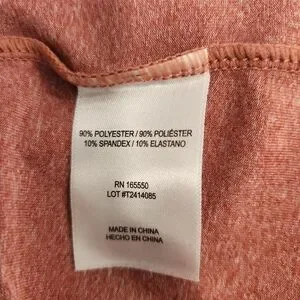 90% POLYESTER / 90% POLIÉSTER
10% SPANDEX / 10% ELASTANO
RN 165550
LOT #T2414085
MADE IN CHINA
HECHO EN CHINA